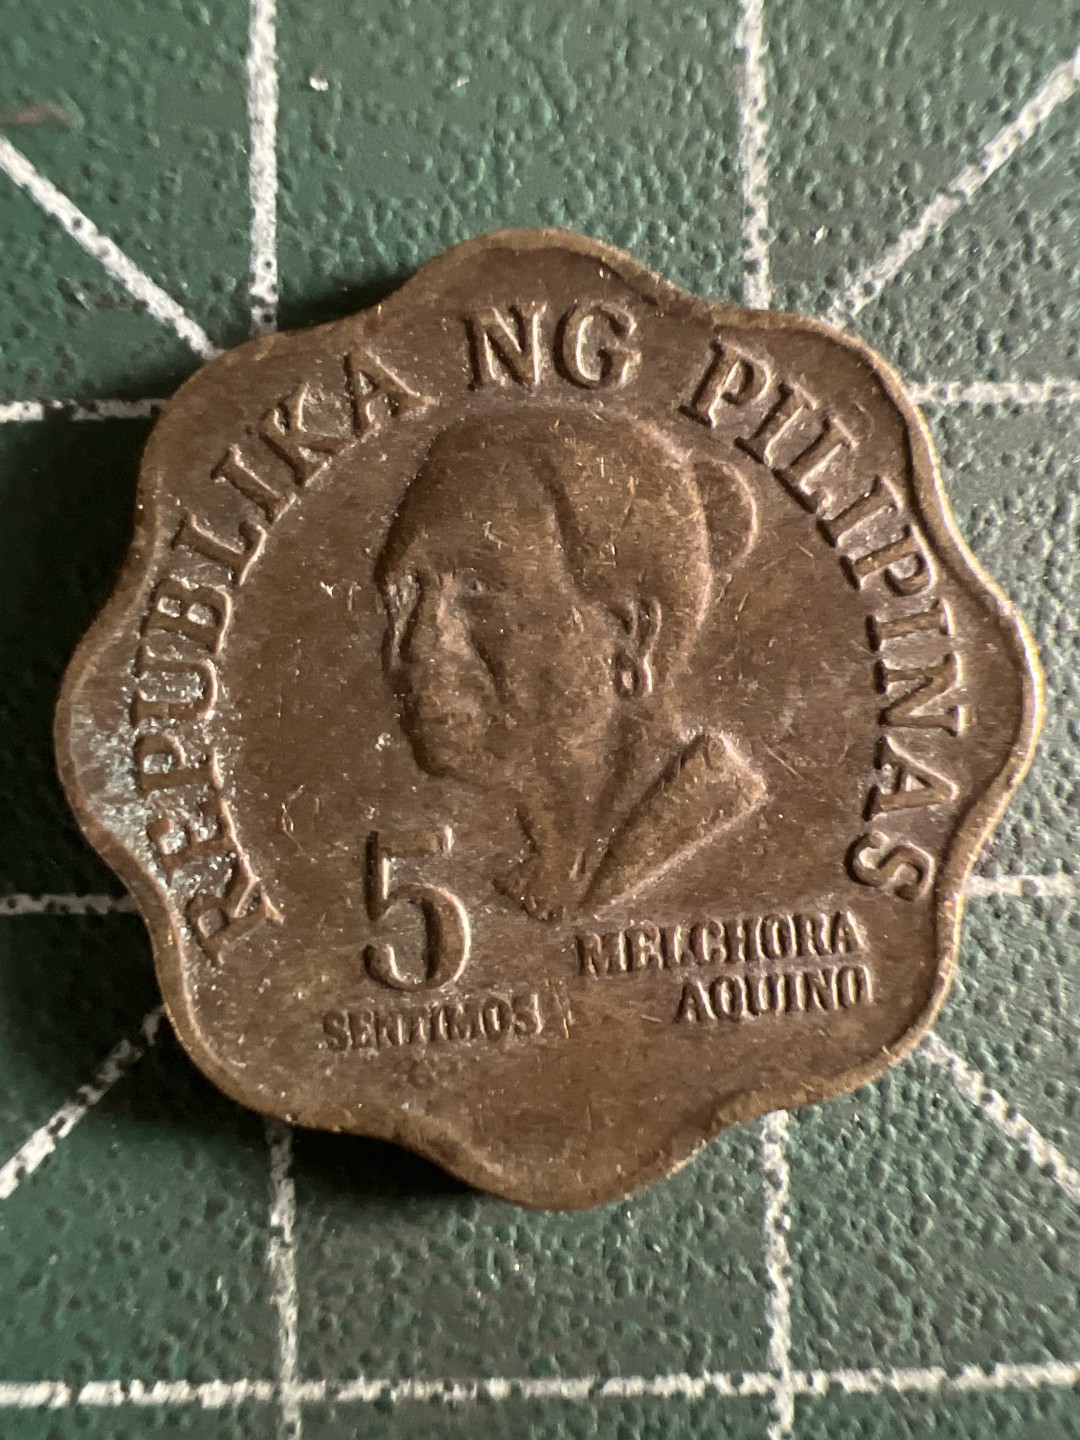 REPUBLIKA NG PILIPINAS
5
SENTIMOS
MELCHORA
AQUINO